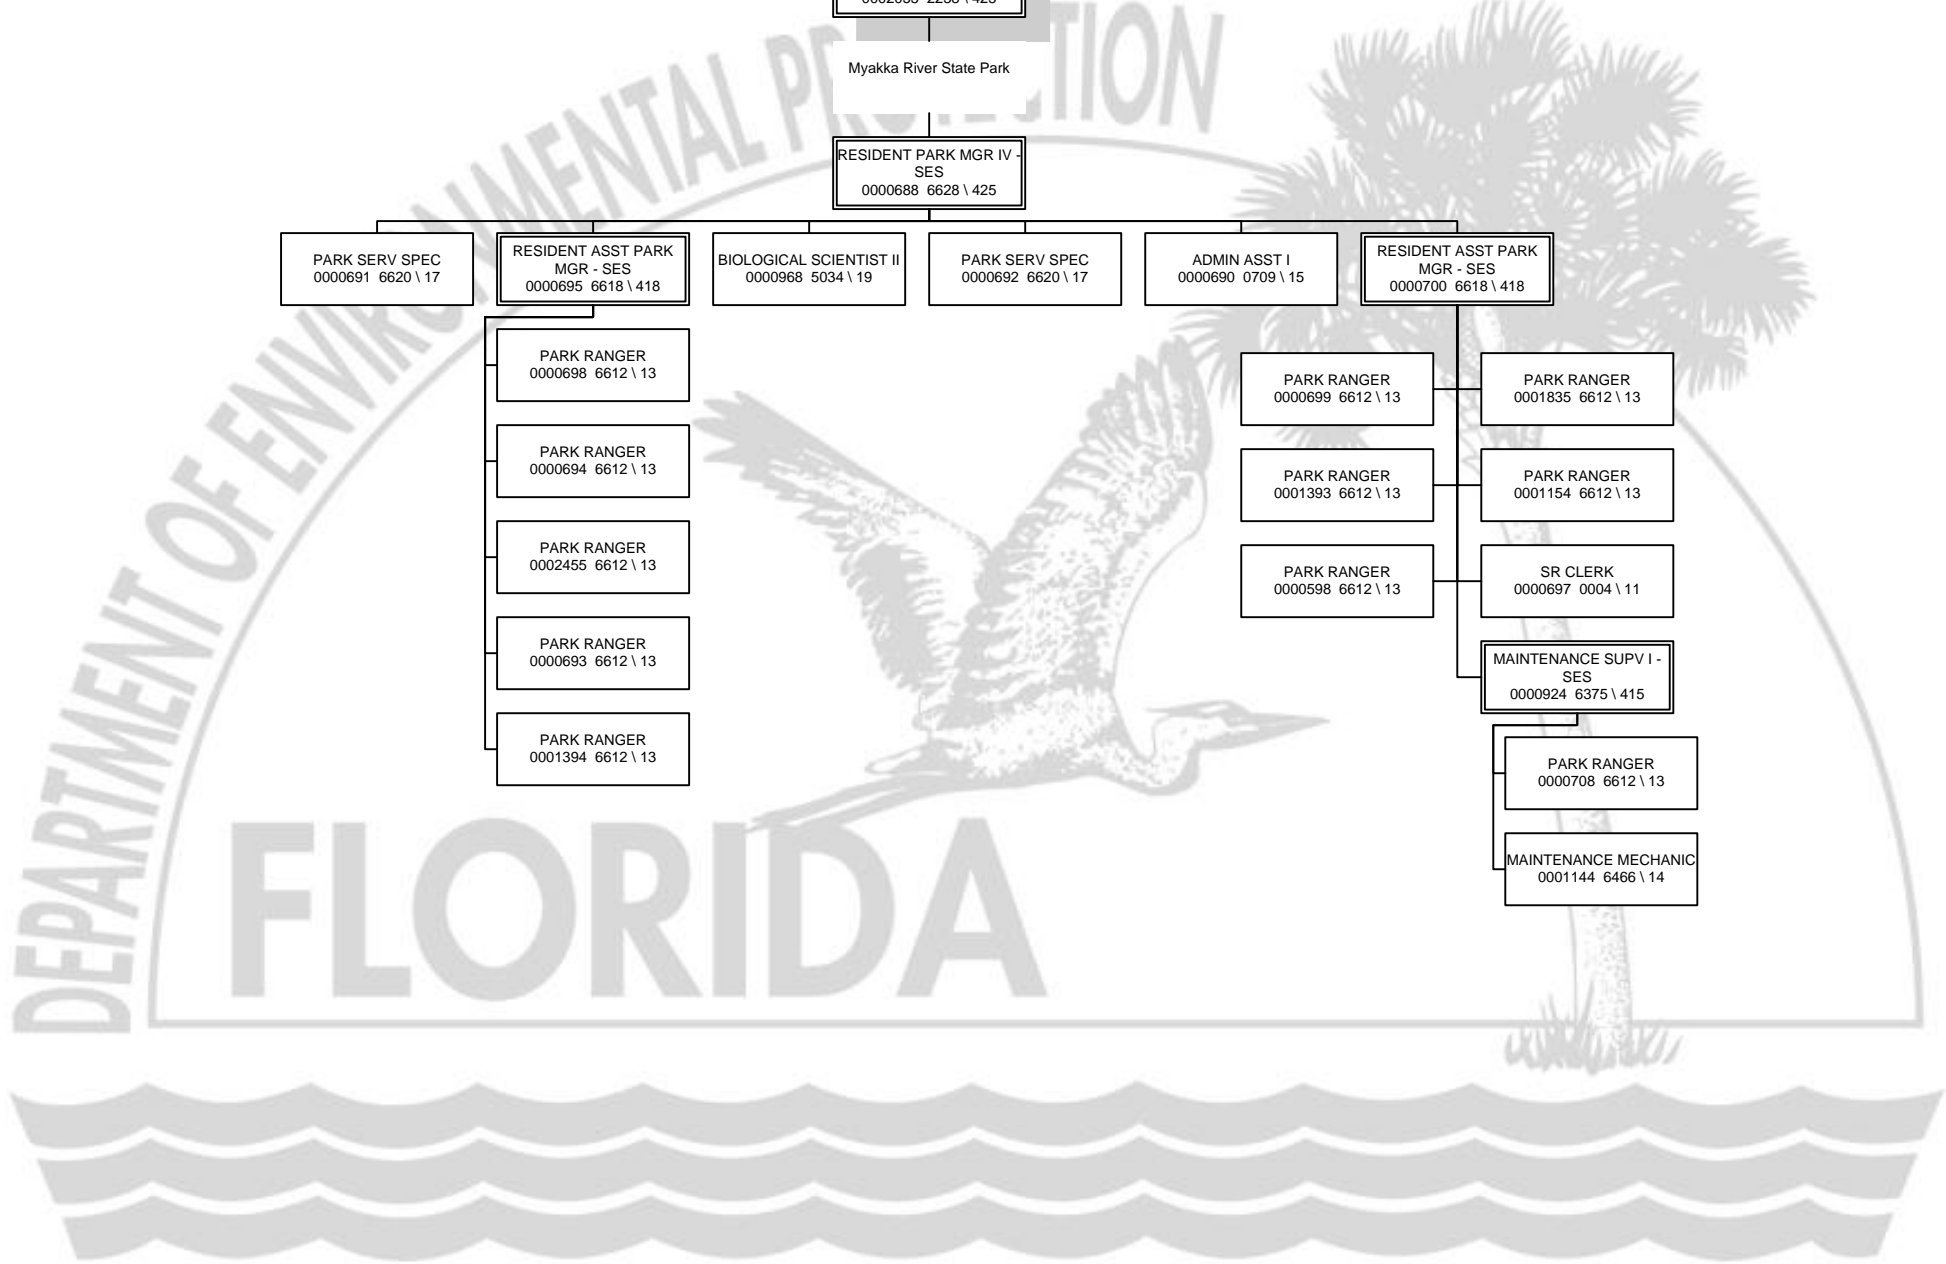 Myakka River State Park
RESIDENT PARK MGR IV -
SES
0000688 6628 \ 425
PARK SERV SPEC
0000691 6620 \ 17
RESIDENT ASST PARK
MGR - SES
0000695 6618 \ 418
BIOLOGICAL SCIENTIST II
0000968 5034 \ 19
PARK SERV SPEC
0000692 6620 \ 17
ADMIN ASST I
0000690 0709 \ 15
RESIDENT ASST PARK
MGR - SES
0000700 6618 \ 418
PARK RANGER
0000698 6612 \ 13
PARK RANGER
0000694 6612 \ 13
PARK RANGER
0002455 6612 \ 13
PARK RANGER
0000693 6612 \ 13
PARK RANGER
0001394 6612 \ 13
PARK RANGER
0000699 6612 \ 13
PARK RANGER
0001835 6612 \ 13
PARK RANGER
0001393 6612 \ 13
PARK RANGER
0001154 6612 \ 13
PARK RANGER
0000598 6612 \ 13
SR CLERK
0000697 0004 \ 11
MAINTENANCE SUPV I -
SES
0000924 6375 \ 415
PARK RANGER
0000708 6612 \ 13
MAINTENANCE MECHANIC
0001144 6466 \ 14
DEPARTMENT OF ENVIRONMENTAL PROTECTION
FLORIDA